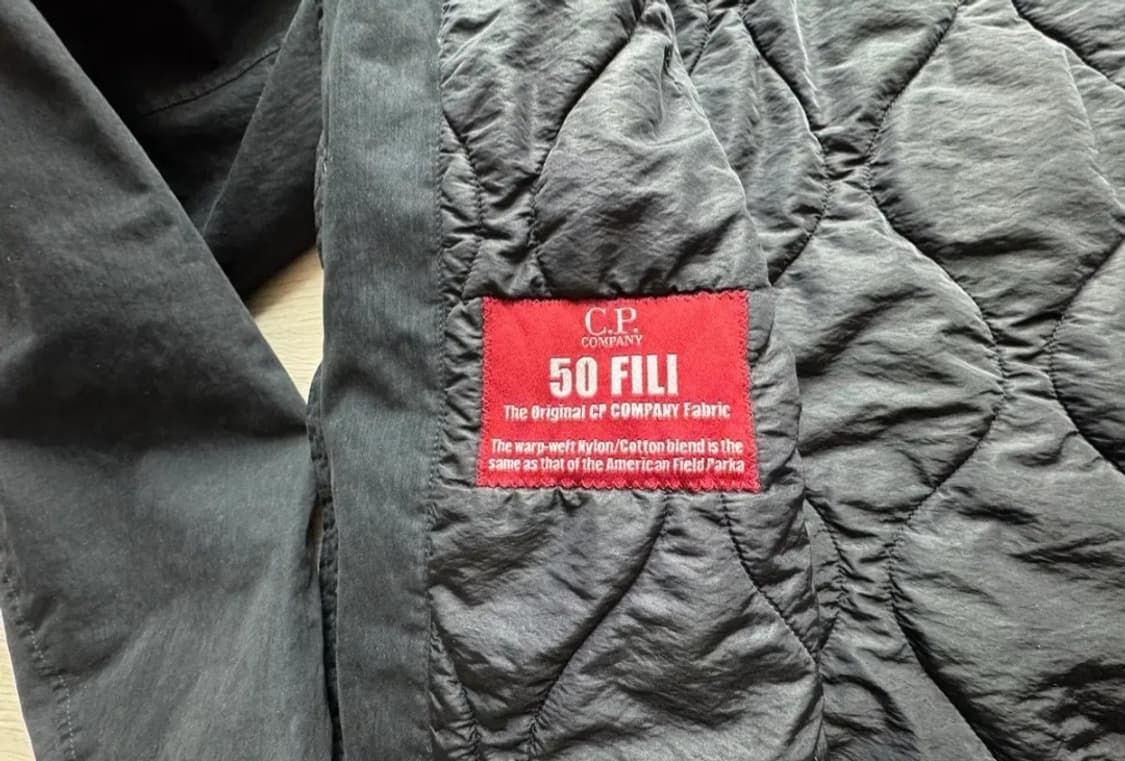 C.P.
COMPANY
50 FILI
The Original CP COMPANY Fabric
The warp-weft Nylon/Cotton blend is the
same as that of the American Field Parka